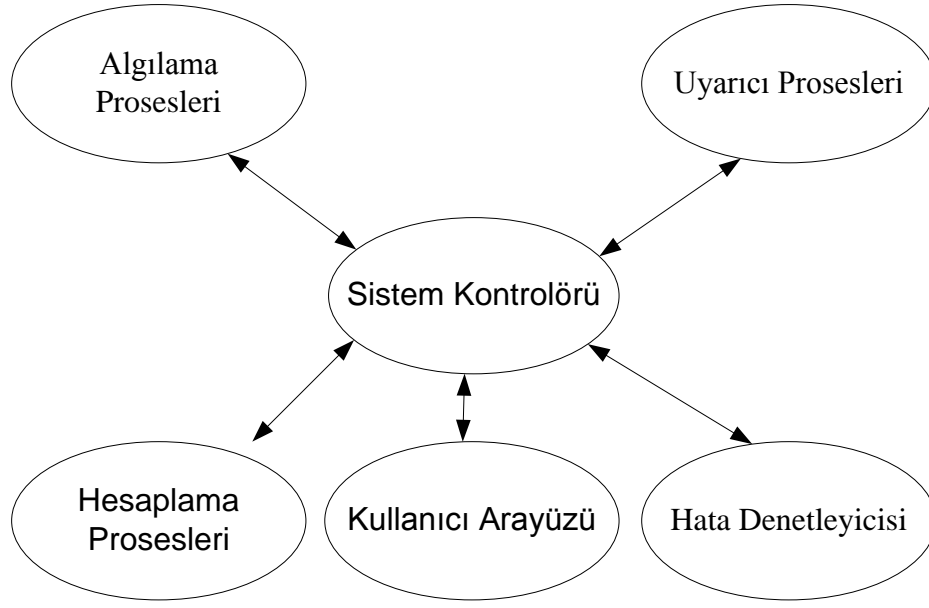 Algılama
Prosesleri
Uyarıcı Prosesleri
Sistem Kontrolörü
Hesaplama
Prosesleri
Kullanıcı Arayüzü
Hata Denetleyicisi